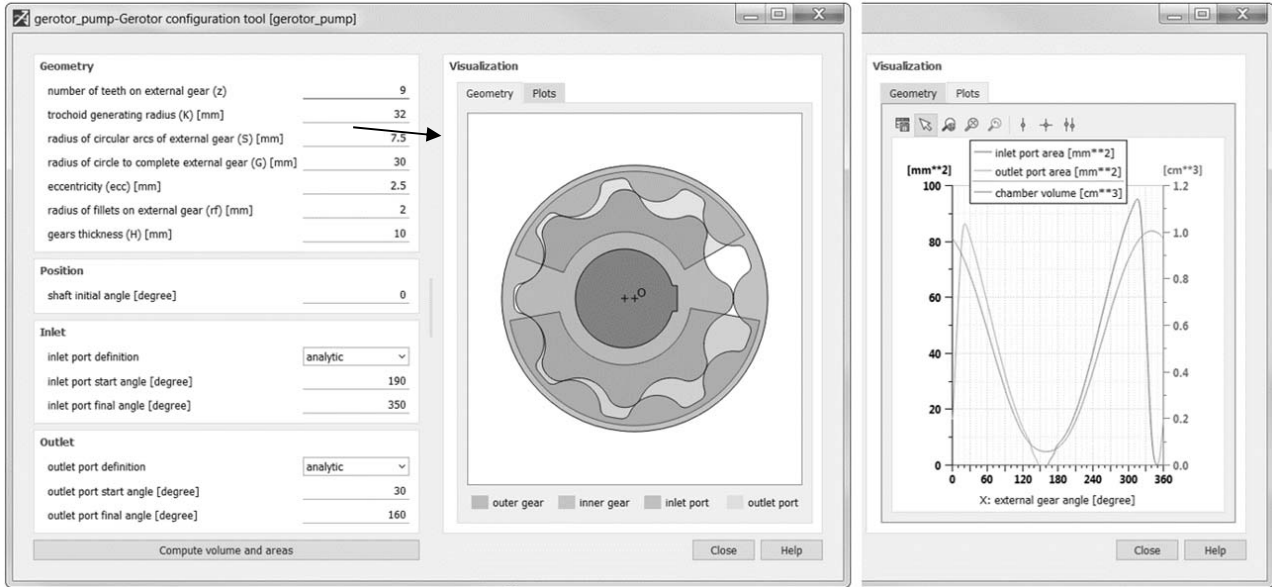 gerotor_pump-Gerotor configuration tool [gerotor_pump]
Geometry
number of teeth on external gear (z) 9
trochoid generating radius (K) [mm] 32
radius of circular arcs of external gear (S) [mm] 7.5
radius of circle to complete external gear (G) [mm] 30
eccentricity (ecc) [mm] 2.5
radius of fillets on external gear (rf) [mm] 2
gears thickness (H) [mm] 10
Position
shaft initial angle [degree] 0
Inlet
inlet port definition analytic
inlet port start angle [degree] 190
inlet port final angle [degree] 350
Outlet
outlet port definition analytic
outlet port start angle [degree] 30
outlet port final angle [degree] 160
Compute volume and areas
Visualization
Geometry Plots
O
outer gear inner gear inlet port outlet port
Close Help
Visualization
Geometry Plots
inlet port area [mm**2]
outlet port area [mm**2]
chamber volume [cm**3]
[mm**2] [cm**3]
100 1.2
80 1.0
0.8
60
0.6
40
0.4
20
0.2
0 0.0
0 60 120 180 240 300 360
X: external gear angle [degree]
Close Help